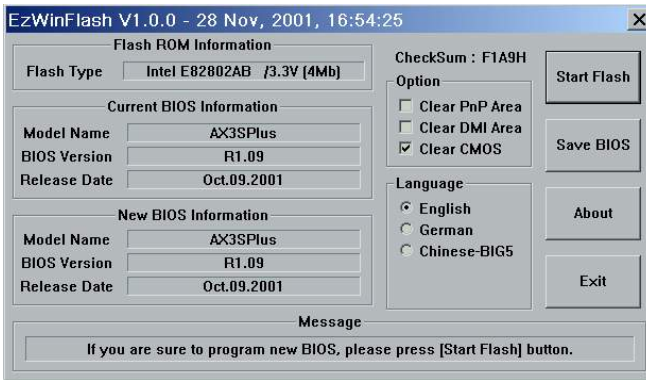 EzWinFlash V1.0.0 - 28 Nov, 2001, 16:54:25
Flash ROM Information
Flash Type Intel E82802AB /3.3V (4Mb)
Current BIOS Information
Model Name AX3SPlus
BIOS Version R1.09
Release Date Oct.09.2001
New BIOS Information
Model Name AX3SPlus
BIOS Version R1.09
Release Date Oct.09.2001
CheckSum : F1A9H
Option
Clear PnP Area
Clear DMI Area
Clear CMOS
Language
English
German
Chinese-BIG5
Start Flash
Save BIOS
About
Exit
Message
If you are sure to program new BIOS, please press [Start Flash] button.